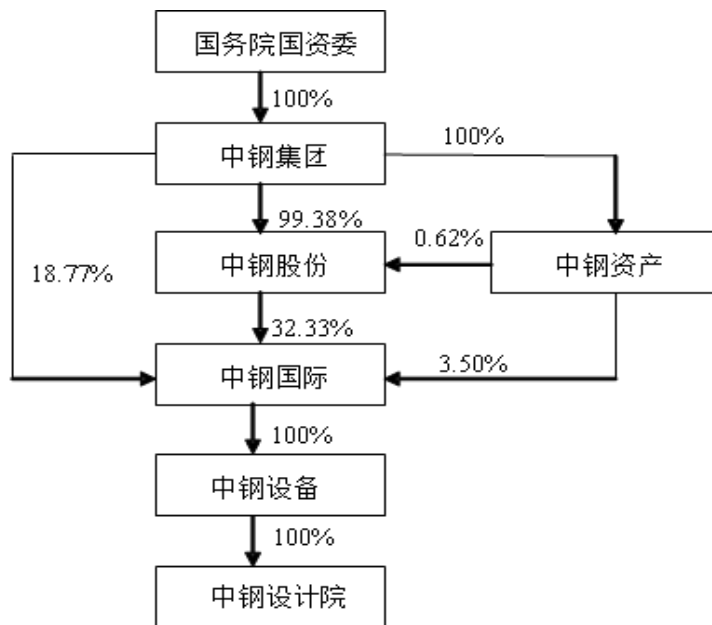 国务院国资委
100%
中钢集团
100%
99.38%
0.62%
18.77%
中钢股份
中钢资产
32.33%
中钢国际
3.50%
100%
中钢设备
100%
中钢设计院